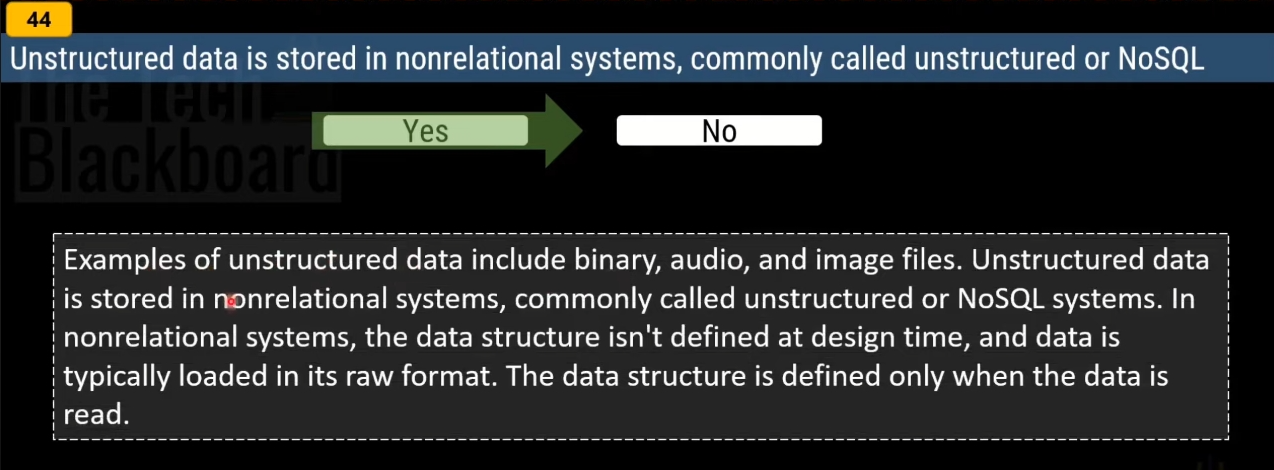 44
Unstructured data is stored in nonrelational systems, commonly called unstructured or NoSQL
The Tech
Blackboard
Yes
No
Examples of unstructured data include binary, audio, and image files. Unstructured data
is stored in nonrelational systems, commonly called unstructured or NoSQL systems. In
nonrelational systems, the data structure isn't defined at design time, and data is
typically loaded in its raw format. The data structure is defined only when the data is
read.